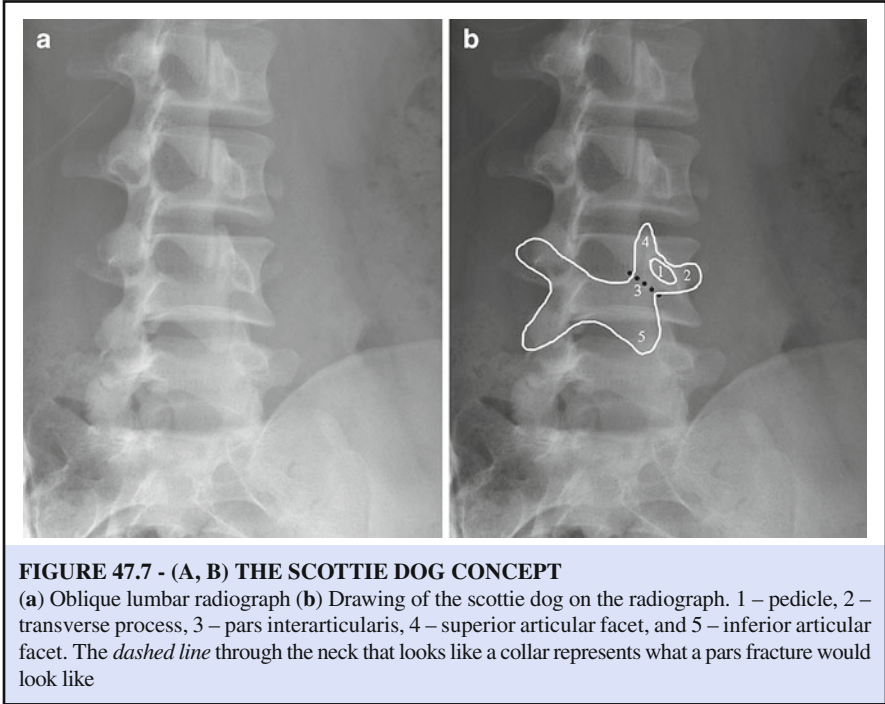 a
b
4
1
2
3
5
FIGURE 47.7 - (A, B) THE SCOTTIE DOG CONCEPT
(a) Oblique lumbar radiograph (b) Drawing of the scottie dog on the radiograph. 1 – pedicle, 2 –
transverse process, 3 – pars interarticularis, 4 – superior articular facet, and 5 – inferior articular
facet. The dashed line through the neck that looks like a collar represents what a pars fracture would
look like